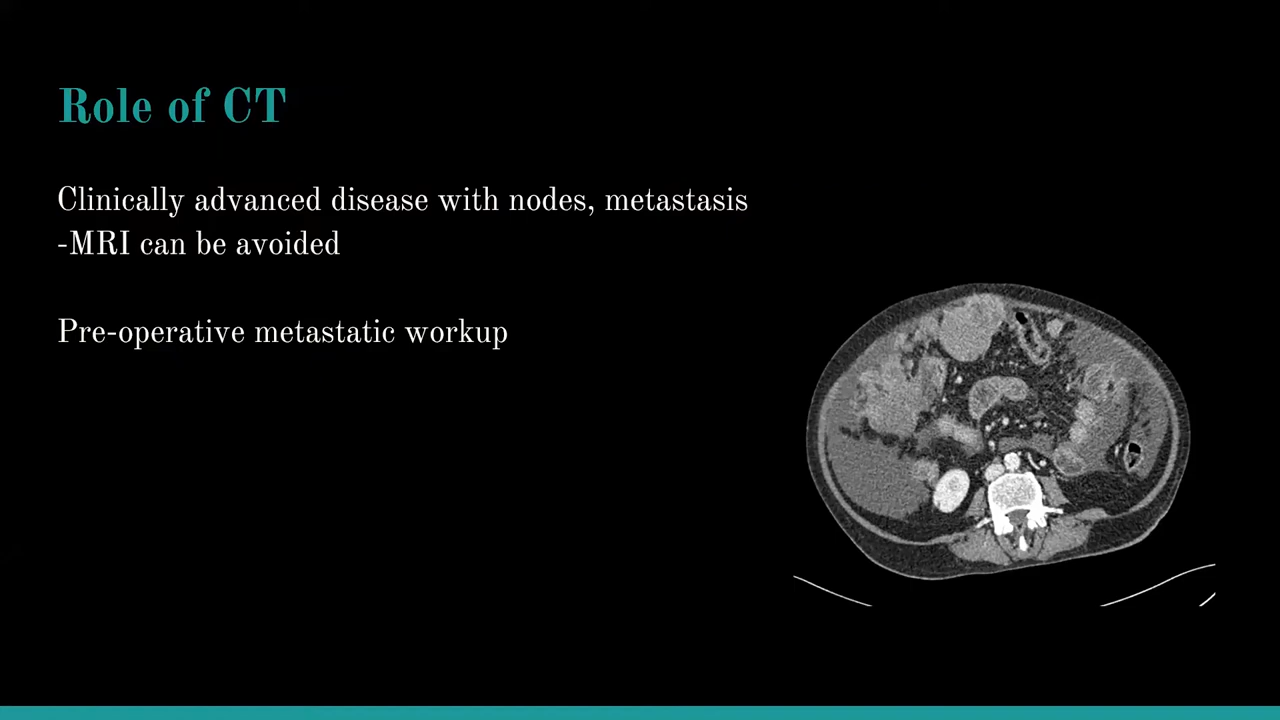 Role of CT
Clinically advanced disease with nodes, metastasis
-MRI can be avoided
Pre-operative metastatic workup